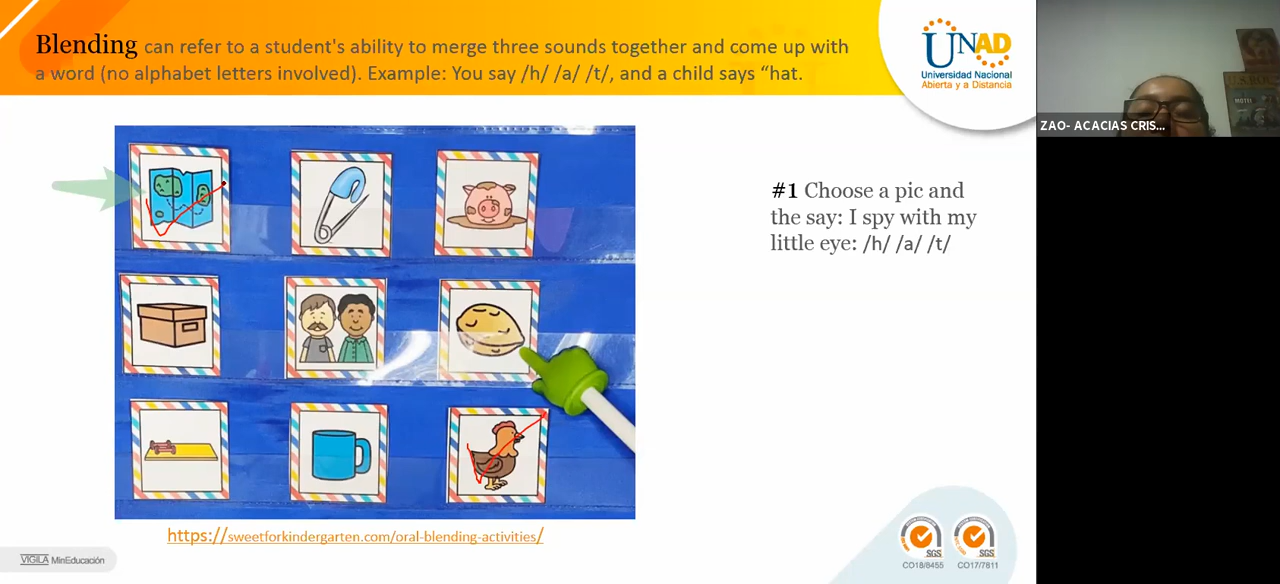 Blending can refer to a student's ability to merge three sounds together and come up with
a word (no alphabet letters involved). Example: You say /h/ /a/ /t/, and a child says “hat.
UNAD
Universidad Nacional
Abierta y a Distancia
ZAO- ACACIAS CRIS...
#1 Choose a pic and
the say: I spy with my
little eye: /h/ /a/ /t/
https://sweetforkindergarten.com/oral-blending-activities/
VIGILA MinEducación
SGS SGS
CO18/8455 CO17/7811